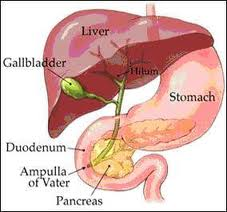 Liver
Gallbladder
Hilum
Stomach
Duodenum
Ampulla
of Vater
Pancreas